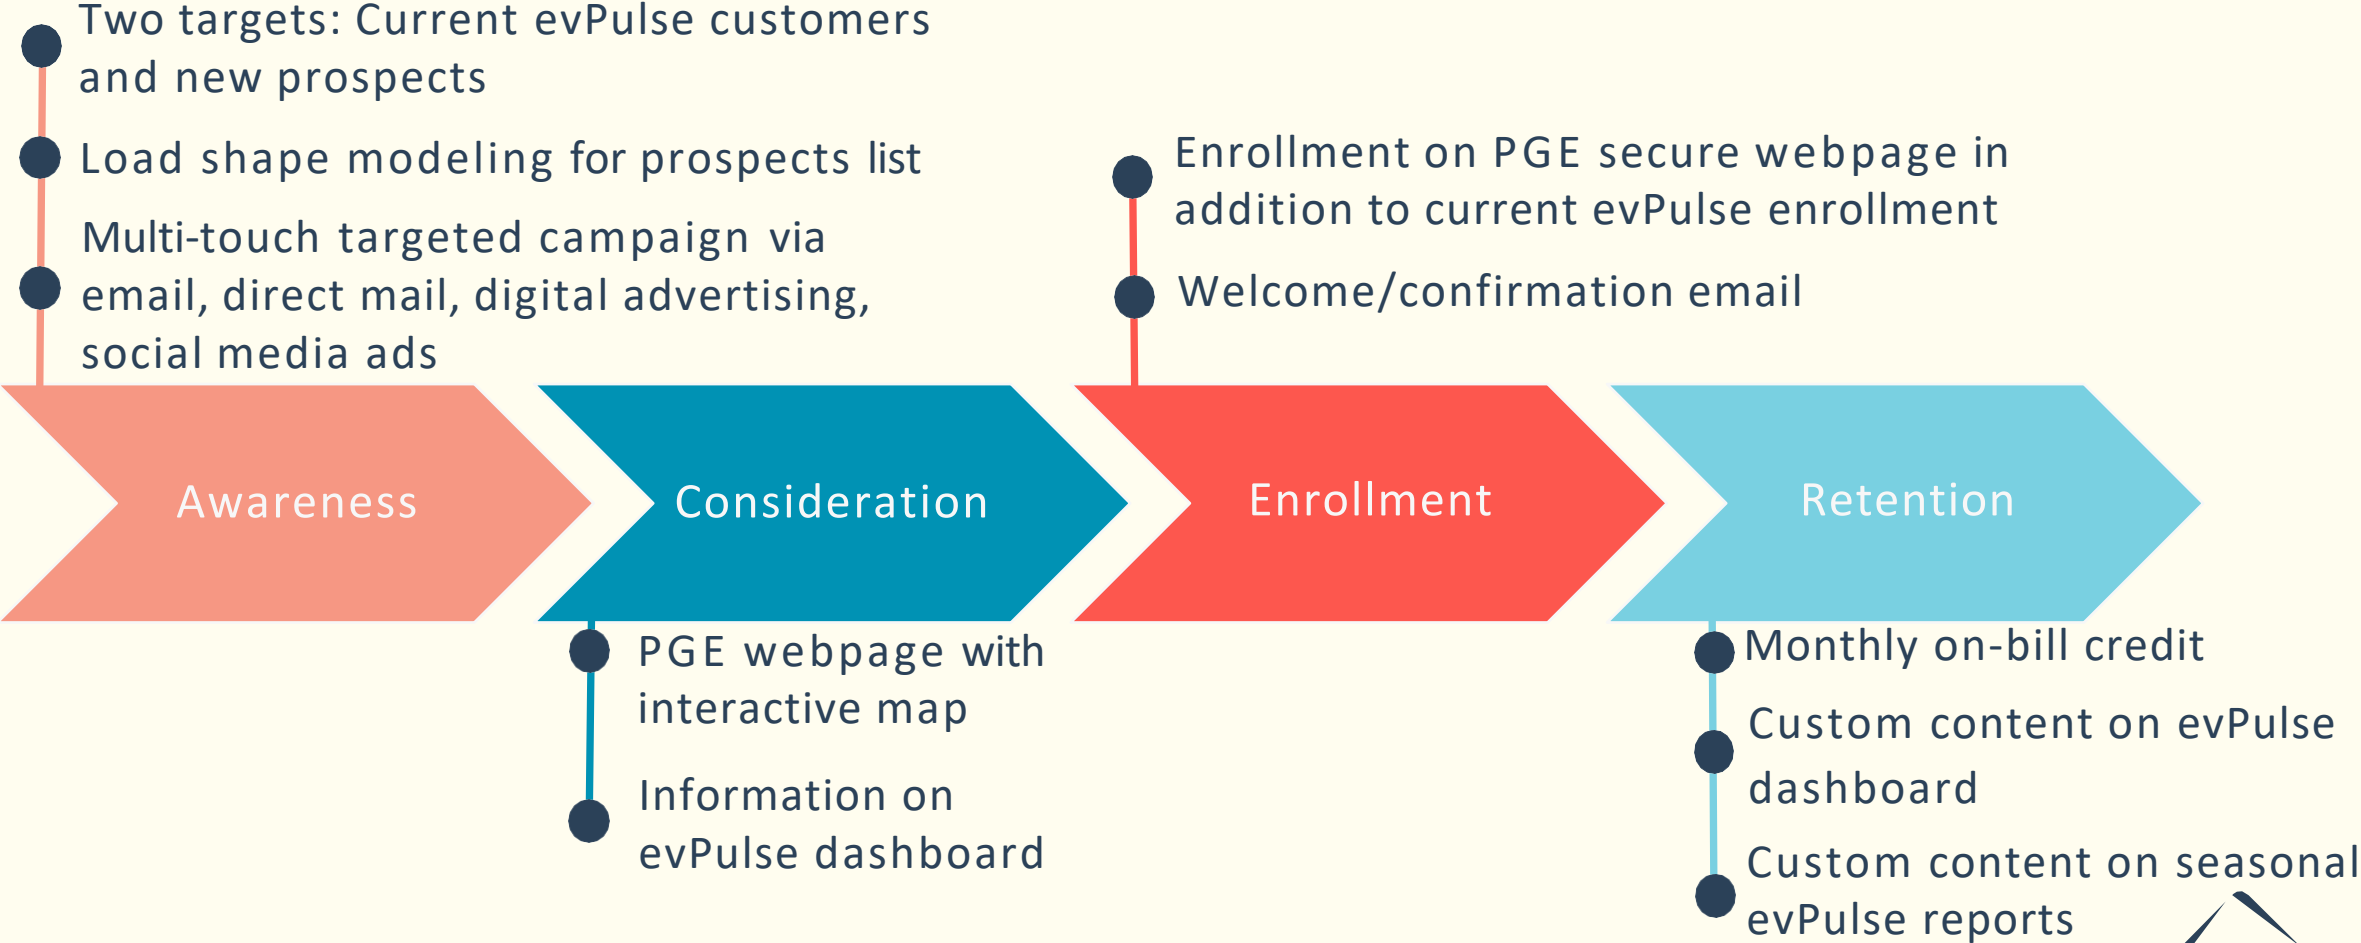 Two targets: Current evPulse customers
and new prospects
Load shape modeling for prospects list
Multi-touch targeted campaign via
email, direct mail, digital advertising,
social media ads
Enrollment on PGE secure webpage in
addition to current evPulse enrollment
Welcome/confirmation email
Awareness
Consideration
Enrollment
Retention
PGE webpage with
interactive map
Information on
evPulse dashboard
Monthly on-bill credit
Custom content on evPulse
dashboard
Custom content on seasonal
evPulse reports